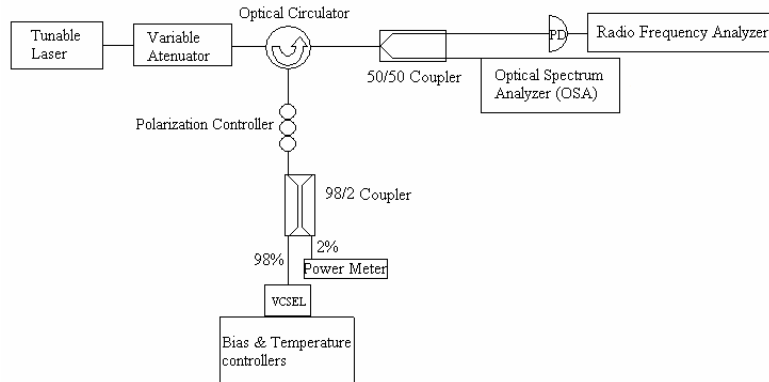 Optical Circulator
Tunable
Laser
Variable
Atenuator
PD
Radio Frequency Analyzer
50/50 Coupler
Optical Spectrum
Analyzer (OSA)
Polarization Controller
98/2 Coupler
98%
2%
Power Meter
VCSEL
Bias & Temperature
controllers